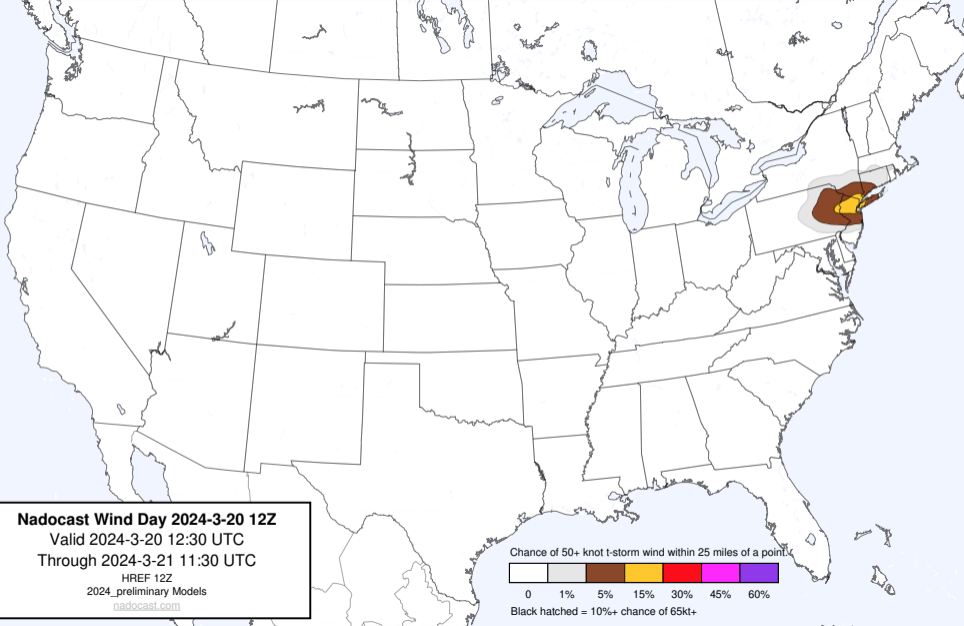 Nadocast Wind Day 2024-3-20 12Z
Valid 2024-3-20 12:30 UTC
Through 2024-3-21 11:30 UTC
HREF 12Z
2024_preliminary Models
nadocast.com
Chance of 50+ knot t-storm wind within 25 miles of a point.
0 1% 5% 15% 30% 45% 60%
Black hatched = 10%+ chance of 65kt+